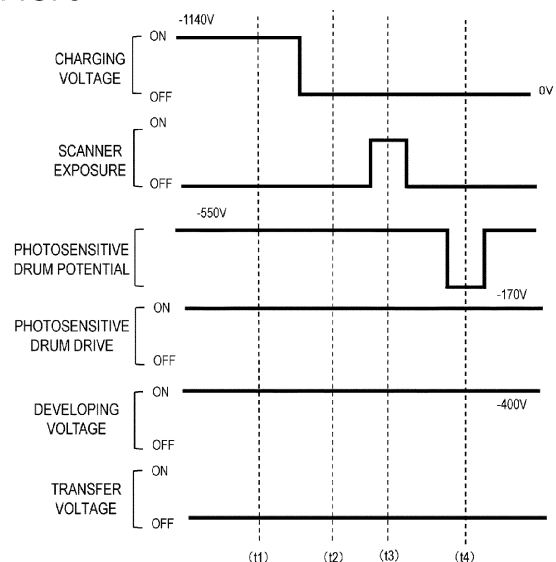 -1140V
ON
CHARGING
VOLTAGE
OFF
0V
ON
SCANNER
EXPOSURE
OFF
-550V
PHOTOSENSITIVE
DRUM POTENTIAL
-170V
ON
PHOTOSENSITIVE
DRUM DRIVE
OFF
ON
-400V
DEVELOPING
VOLTAGE
OFF
ON
TRANSFER
VOLTAGE
OFF
(t1) (t2) (t3) (t4)